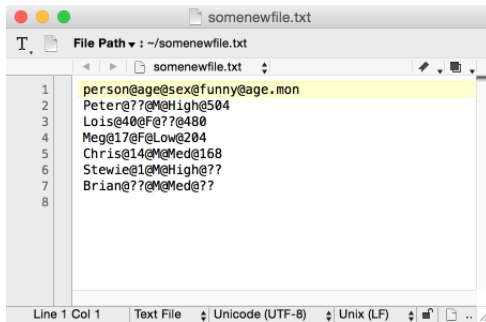 somenewfile.txt
T. File Path ▾ : ~/somenewfile.txt
somenewfile.txt
1 person@age@sex@funny@age.mon
2 Peter@??@M@High@504
3 Lois@40@F@??@480
4 Meg@17@F@Low@204
5 Chris@14@M@Med@168
6 Stewie@1@M@High@??
7 Brian@??@M@Med@??
8
Line 1 Col 1 Text File Unicode (UTF-8) Unix (LF) ..